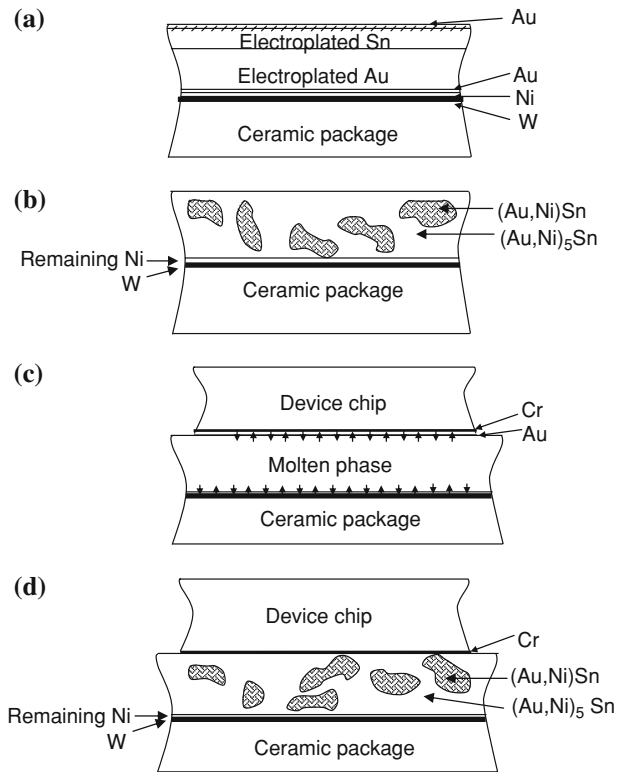 (a)
Au
Electroplated Sn
Electroplated Au
Au
Ni
W
Ceramic package
(b)
(Au,Ni)Sn
(Au,Ni)5Sn
Remaining Ni
W
Ceramic package
(c)
Device chip
Cr
Au
Molten phase
Ceramic package
(d)
Device chip
Cr
(Au,Ni)Sn
(Au,Ni)5 Sn
Remaining Ni
W
Ceramic package